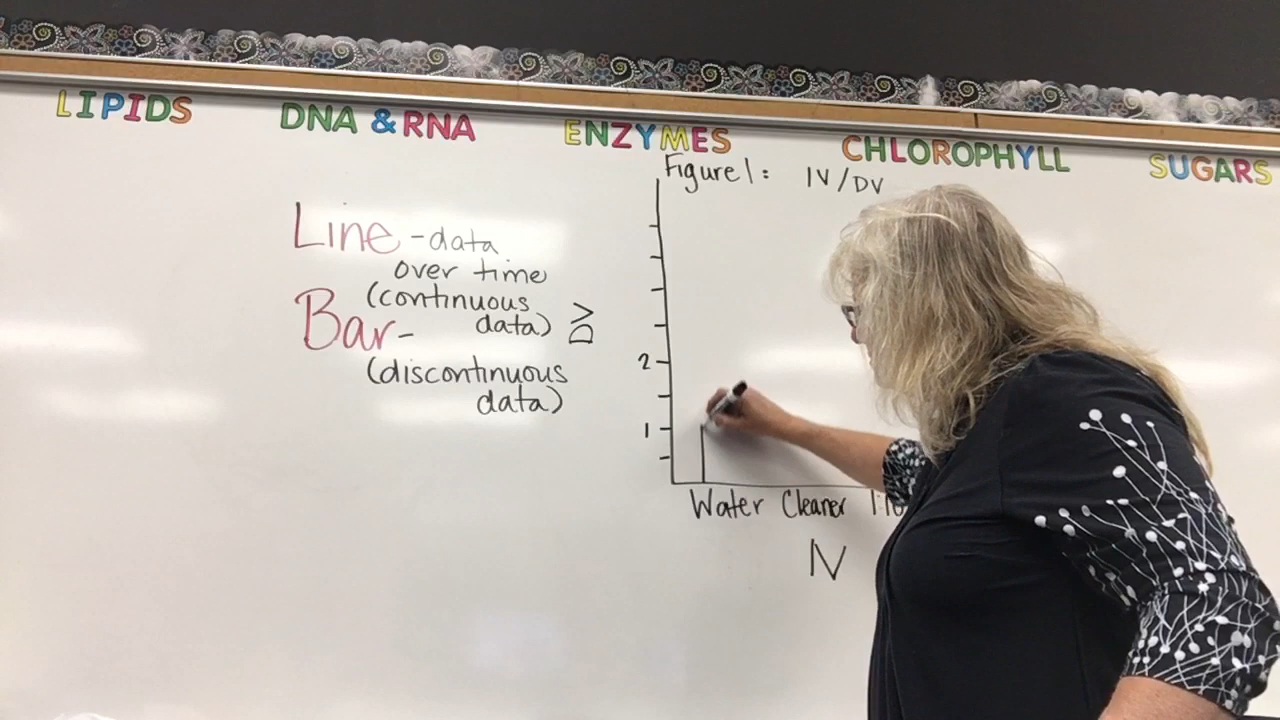 LIPIDS DNA & RNA ENZYMES CHLOROPHYLL SUGARS
Figure 1: IV/DV
Line - data
over time
(continuous
data)
Bar -
(discontinuous
data)
DV
2
1
Water Cleaner
IV